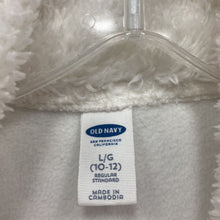 OLD NAVY
SAN FRANCISCO
CALIFORNIA
L/G
(10-12)
REGULAR
STANDARD
MADE IN
CAMBODIA